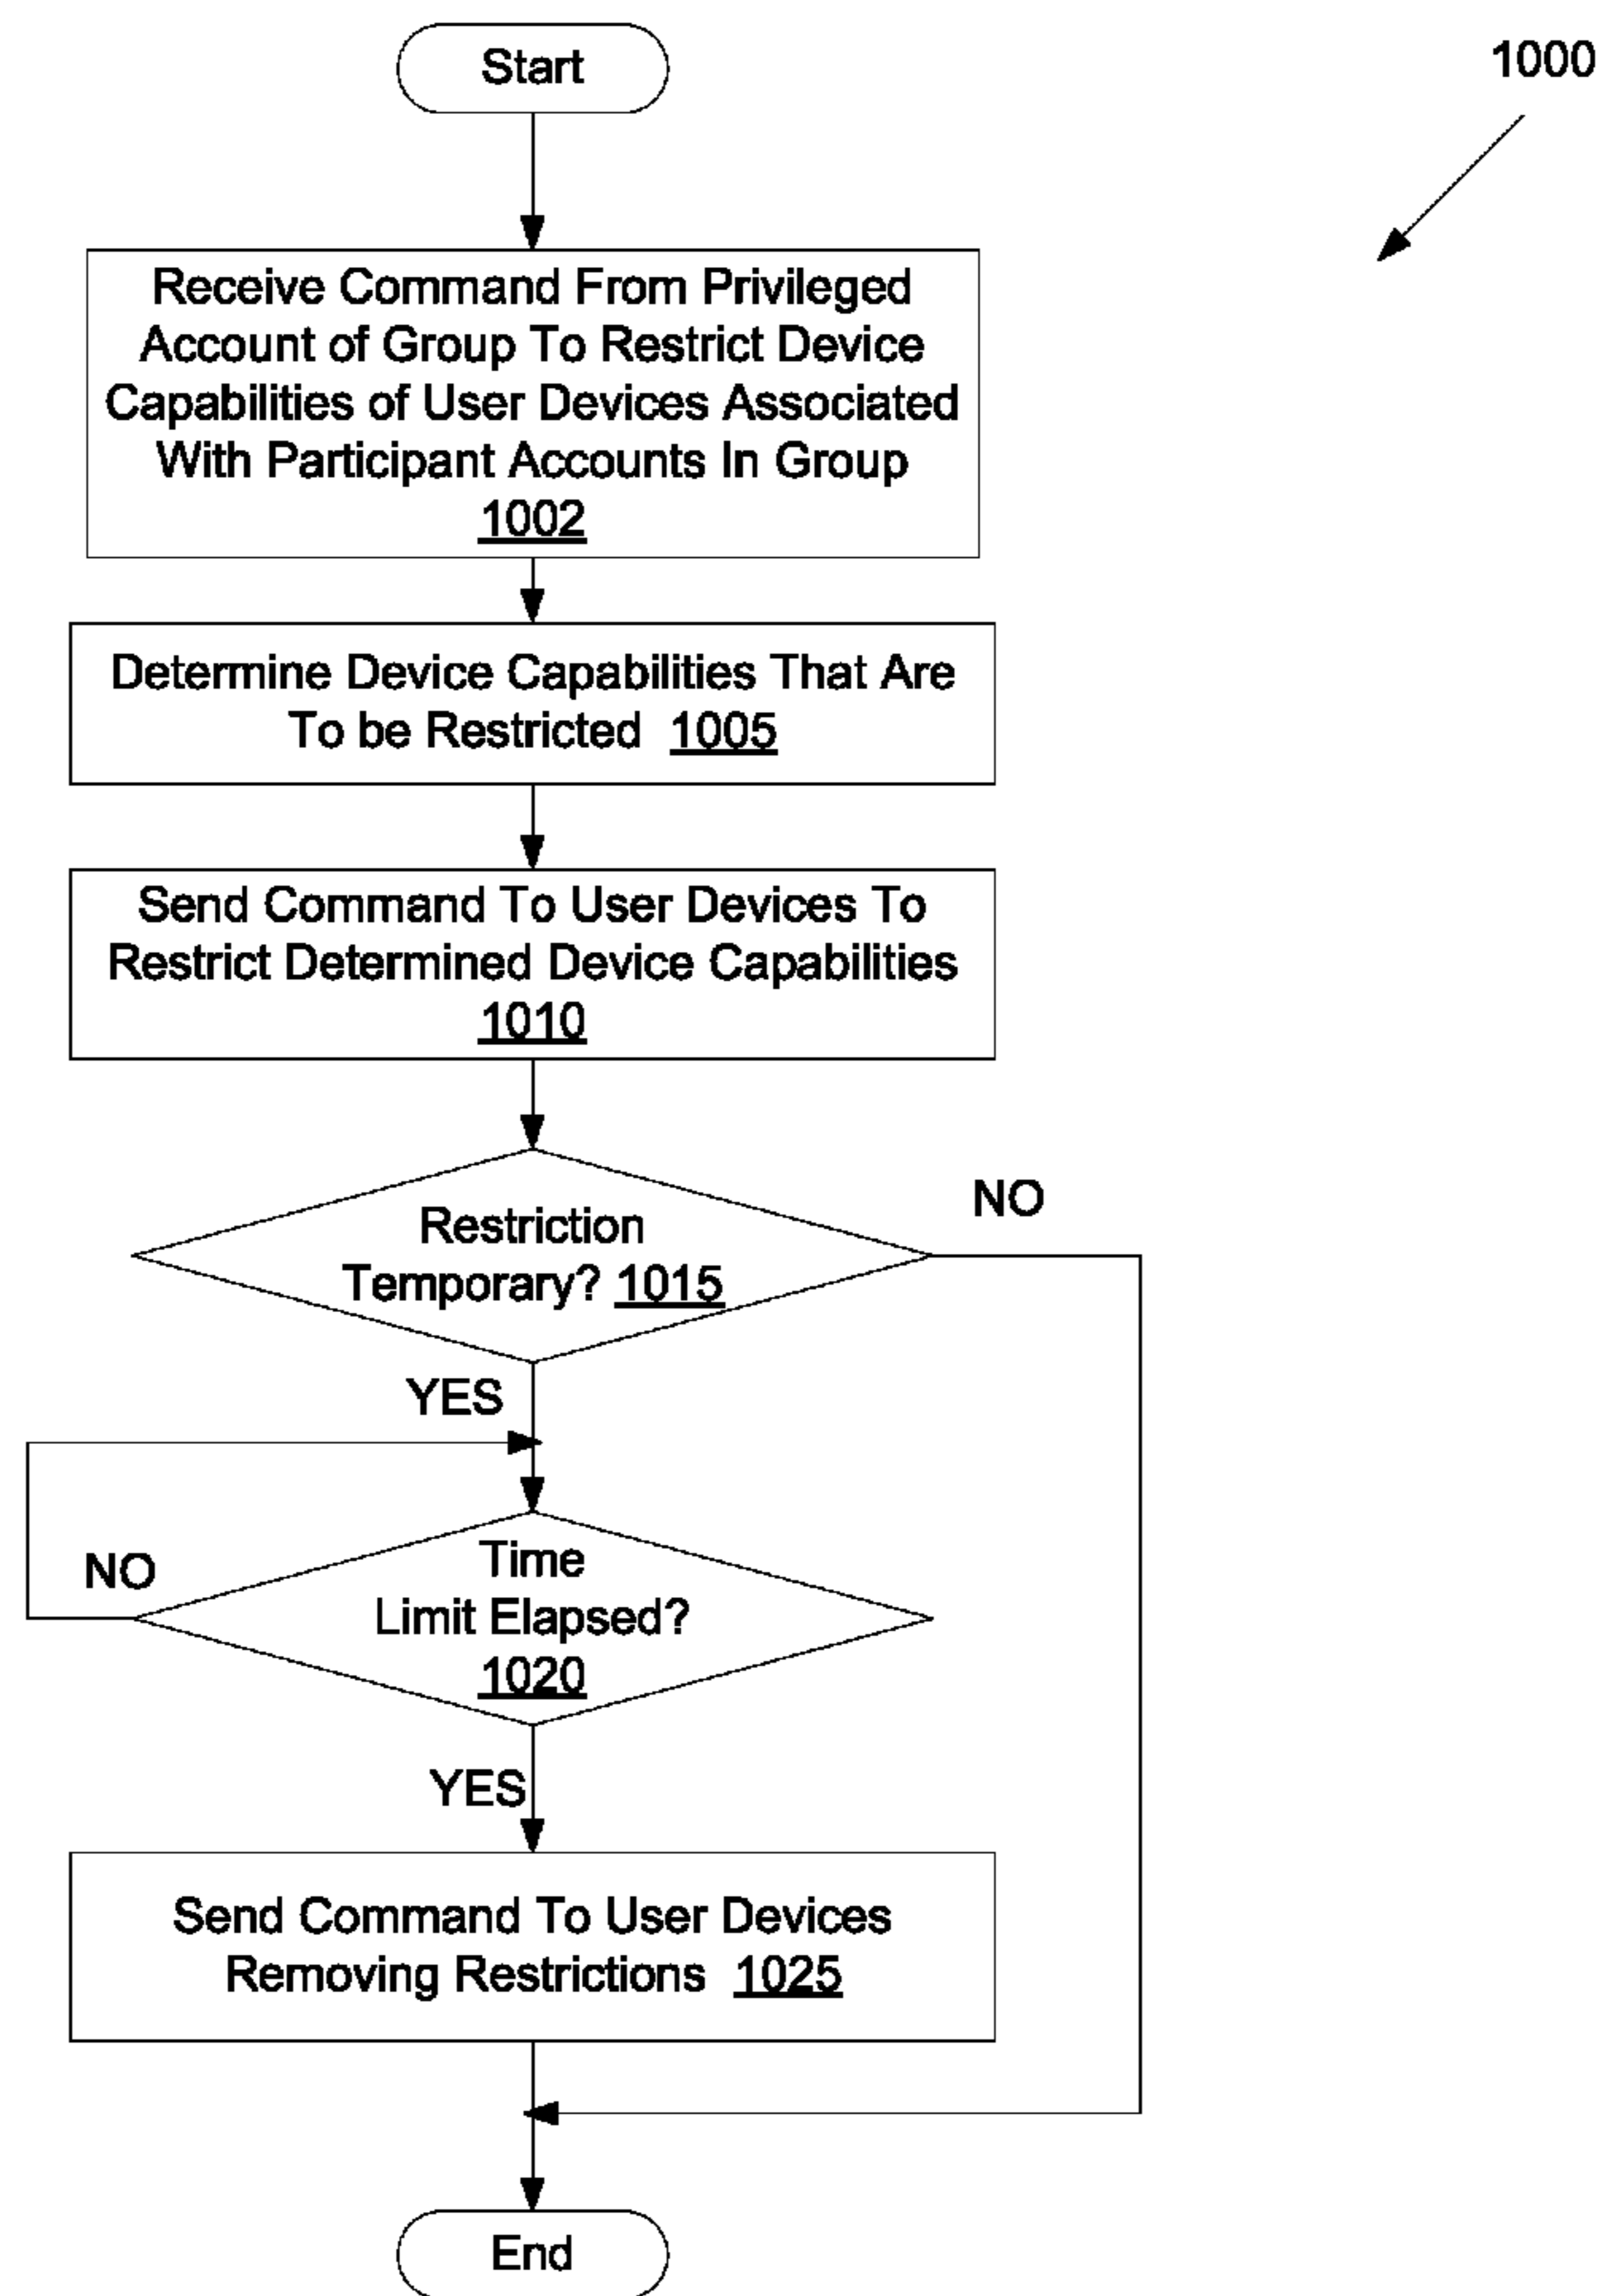 Start
1000
Receive Command From Privileged
Account of Group To Restrict Device
Capabilities of User Devices Associated
With Participant Accounts In Group
1002
Determine Device Capabilities That Are
To be Restricted 1005
Send Command To User Devices To
Restrict Determined Device Capabilities
1010
Restriction
Temporary? 1015
NO
YES
Time
Limit Elapsed?
1020
NO
YES
Send Command To User Devices
Removing Restrictions 1025
End